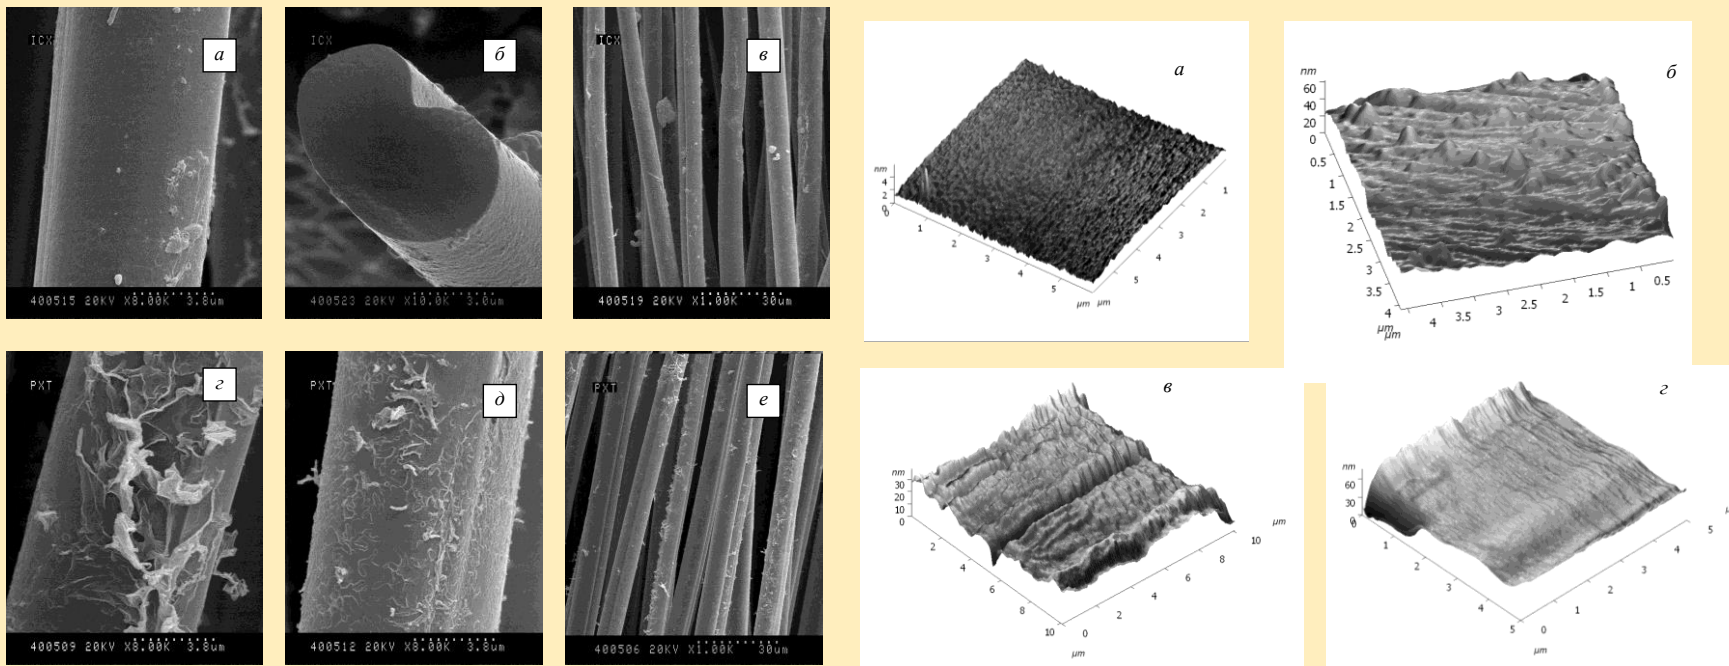 ICX
а
400515 20KV X8.00K 3.8um
ICX
б
400523 20KV X10.0K 3.0um
ICX
в
400519 20KV X1.00K 30um
PXT
г
400509 20KV X8.00K 3.8um
PXT
д
400512 20KV X8.00K 3.8um
PXT
е
400506 20KV X1.00K 30um
а
nm
4
2
0
0
1
2
3
4
5
µm
µm
5
4
3
2
1
б
nm
60
40
20
0
0.5
1
1.5
2
2.5
3
3.5
4
µm
µm
4
3.5
3
2.5
2
1.5
1
0.5
в
nm
30
20
10
0
2
4
6
8
10
µm
0
2
4
6
8
10
µm
г
nm
60
30
0
0
1
2
3
4
5
µm
0
1
2
3
4
5